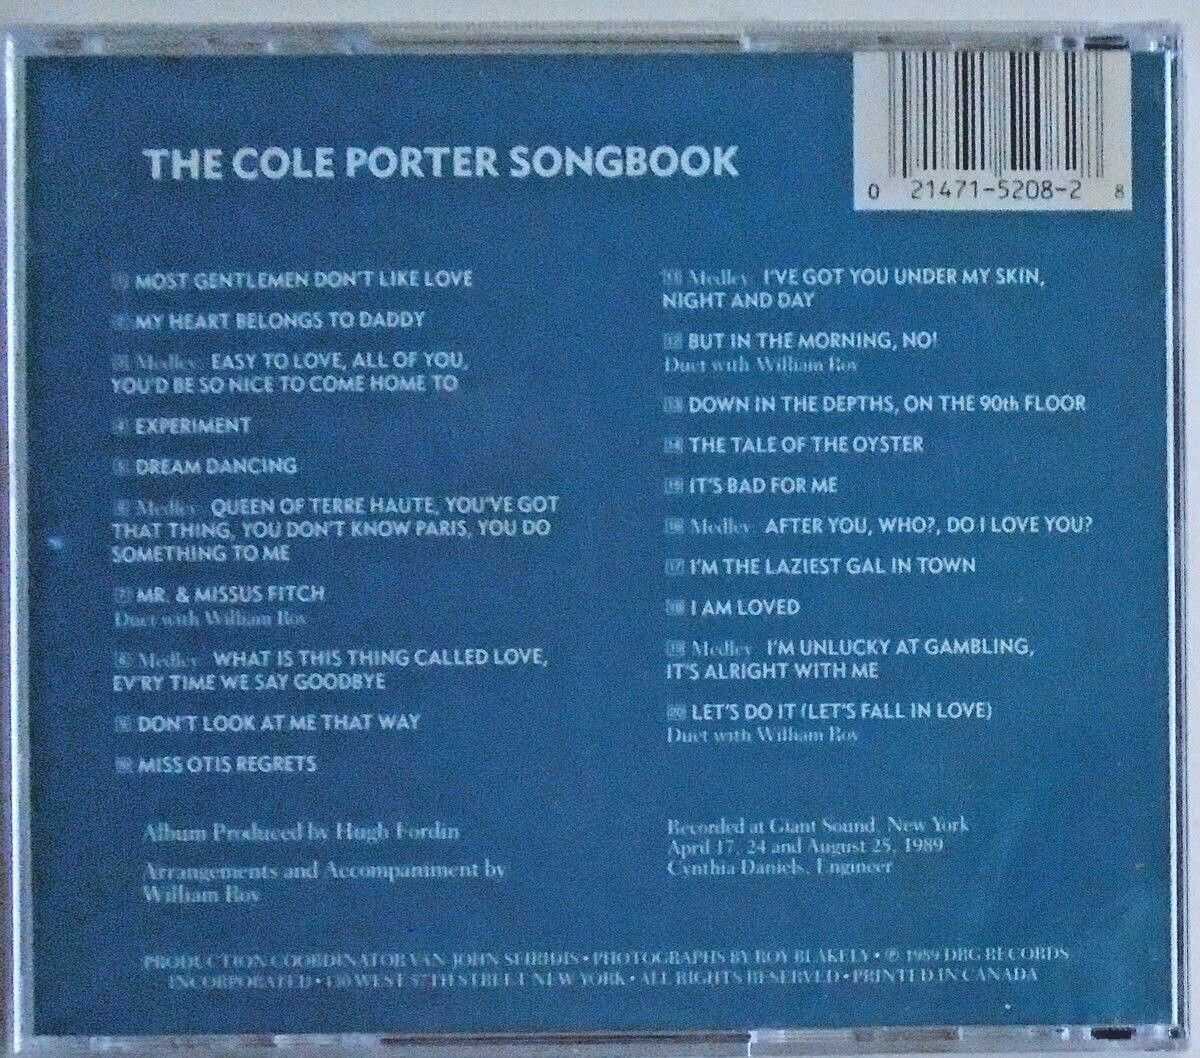 THE COLE PORTER SONGBOOK
0 21471-5208-2 8
1 MOST GENTLEMEN DON'T LIKE LOVE
2 MY HEART BELONGS TO DADDY
3 Medley EASY TO LOVE, ALL OF YOU,
YOU'D BE SO NICE TO COME HOME TO
4 EXPERIMENT
5 DREAM DANCING
6 Medley QUEEN OF TERRE HAUTE, YOU'VE GOT
THAT THING, YOU DON'T KNOW PARIS, YOU DO
SOMETHING TO ME
7 MR. & MISSUS FITCH
Duet with William Roy
8 Medley WHAT IS THIS THING CALLED LOVE,
EV'RY TIME WE SAY GOODBYE
9 DON'T LOOK AT ME THAT WAY
10 MISS OTIS REGRETS
11 Medley I'VE GOT YOU UNDER MY SKIN,
NIGHT AND DAY
12 BUT IN THE MORNING, NO!
Duet with William Roy
13 DOWN IN THE DEPTHS, ON THE 90th FLOOR
14 THE TALE OF THE OYSTER
15 IT'S BAD FOR ME
16 Medley AFTER YOU, WHO?, DO I LOVE YOU?
17 I'M THE LAZIEST GAL IN TOWN
18 I AM LOVED
19 Medley I'M UNLUCKY AT GAMBLING,
IT'S ALRIGHT WITH ME
20 LET'S DO IT (LET'S FALL IN LOVE)
Duet with William Roy
Album Produced by Hugh Fordin
Arrangements and Accompaniment by
William Roy
Recorded at Giant Sound, New York
April 17, 24 and August 25, 1989
Cynthia Daniels, Engineer
PRODUCTION COORDINATOR VAN JOHN • PHOTOGRAPHS BY ROY BLAKELY • ℗ 1989 DRG RECORDS
INCORPORATED • 130 WEST 57TH STREET NEW YORK • ALL RIGHTS RESERVED • PRINTED IN CANADA